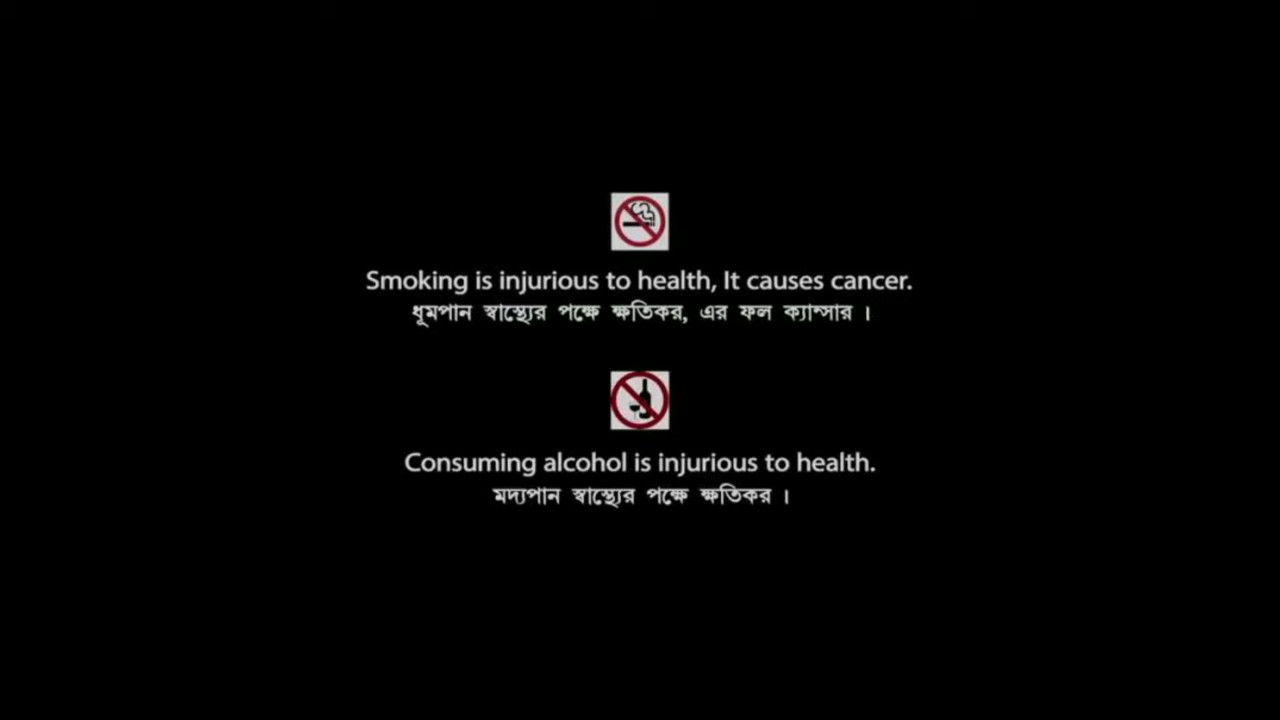 Smoking is injurious to health, It causes cancer.
ধূমপান স্বাস্থ্যের পক্ষে ক্ষতিকর, এর ফল ক্যান্সার ।
Consuming alcohol is injurious to health.
মদ্যপান স্বাস্থ্যের পক্ষে ক্ষতিকর ।